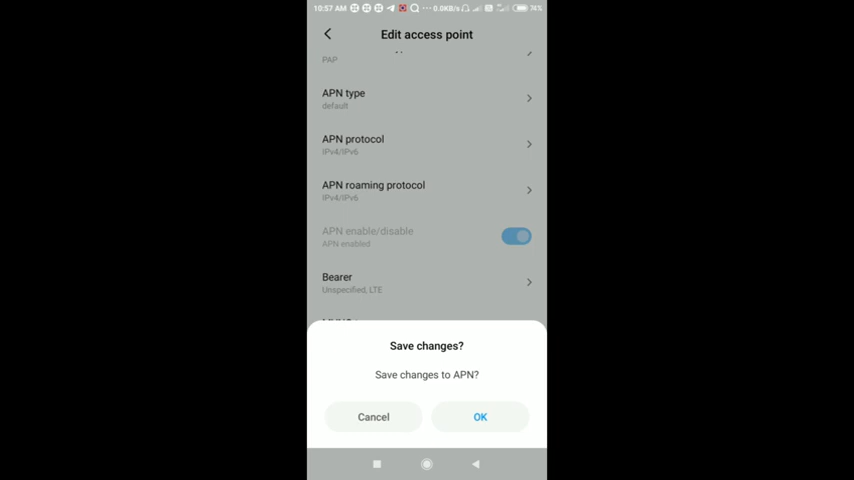 10:57 AM
0.0KB/s
74%
Edit access point
PAP
APN type
default
APN protocol
IPv4/IPv6
APN roaming protocol
IPv4/IPv6
APN enable/disable
APN enabled
Bearer
Unspecified, LTE
Save changes?
Save changes to APN?
Cancel
OK